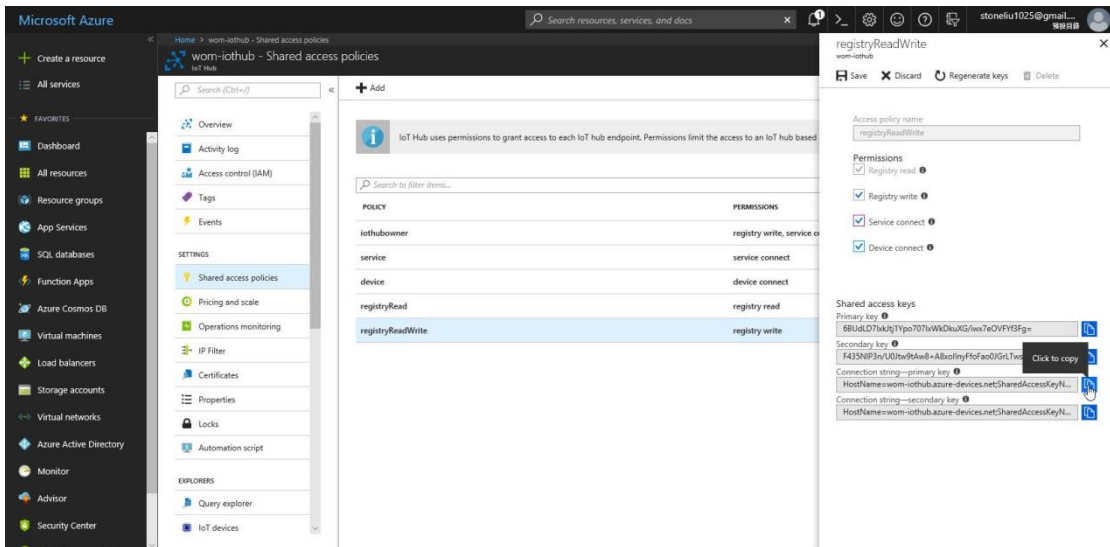 Microsoft Azure
Search resources, services, and docs
stoneliu1025@gmail....
預設目錄
Create a resource
All services
FAVORITES
Dashboard
All resources
Resource groups
App Services
SQL databases
Function Apps
Azure Cosmos DB
Virtual machines
Load balancers
Storage accounts
Virtual networks
Azure Active Directory
Monitor
Advisor
Security Center
Home > wom-iothub - Shared access policies
wom-iothub - Shared access policies
IoT Hub
Search (Ctrl+/)
Overview
Activity log
Access control (IAM)
Tags
Events
SETTINGS
Shared access policies
Pricing and scale
Operations monitoring
IP Filter
Certificates
Properties
Locks
Automation script
EXPLORERS
Query explorer
IoT devices
Add
IoT Hub uses permissions to grant access to each IoT hub endpoint. Permissions limit the access to an IoT hub based
Search to filter items...
POLICY PERMISSIONS
iothubowner registry write, service c
service service connect
device device connect
registryRead registry read
registryReadWrite registry write
registryReadWrite
wom-iothub
Save Discard Regenerate keys Delete
Access policy name
registryReadWrite
Permissions
Registry read
Registry write
Service connect
Device connect
Shared access keys
Primary key
Secondary key
Click to copy
Connection string—primary key
HostName=wom-iothub.azure-devices.net;SharedAccessKeyN...
Connection string—secondary key
HostName=wom-iothub.azure-devices.net;SharedAccessKeyN...